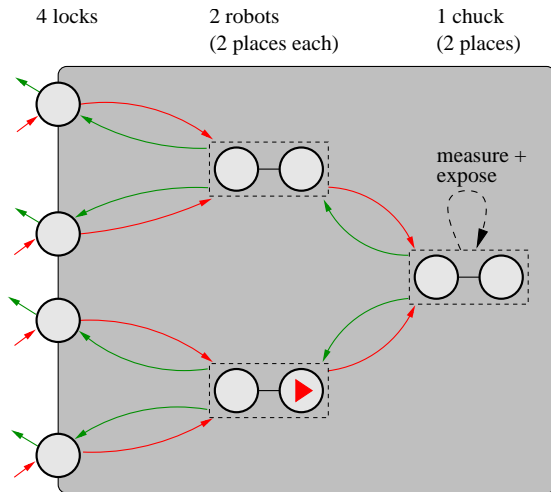 4 locks
2 robots
(2 places each)
1 chuck
(2 places)
measure +
expose